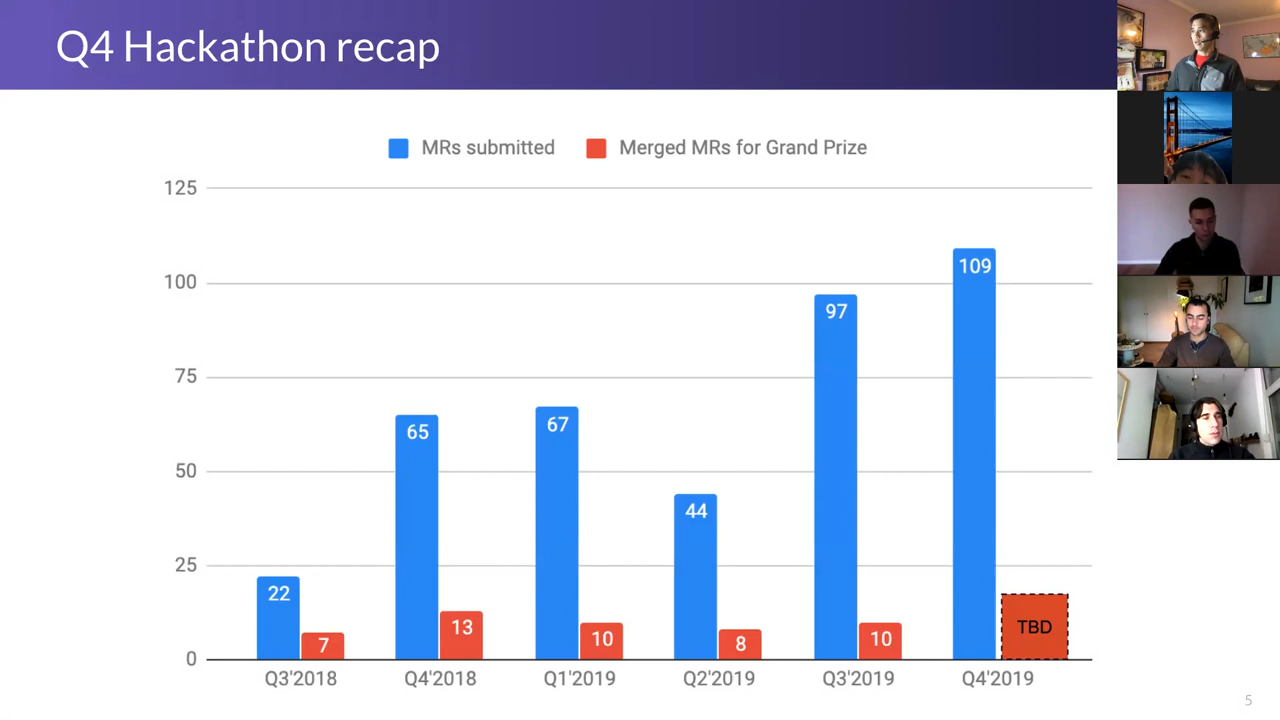 Q4 Hackathon recap
MRs submitted
Merged MRs for Grand Prize
125
100
75
50
25
0
22
7
65
13
67
10
44
8
97
10
109
TBD
Q3'2018
Q4'2018
Q1'2019
Q2'2019
Q3'2019
Q4'2019
5